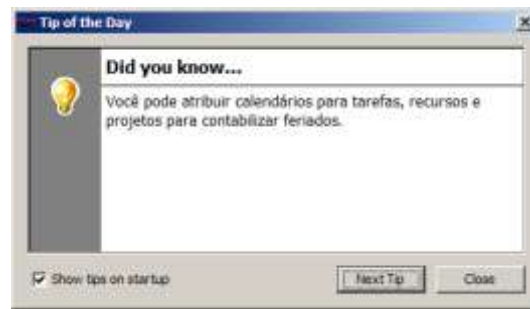 Tip of the Day
Did you know...
Você pode atribuir calendários para tarefas, recursos e
projetos para contabilizar feriados.
Show tips on startup
Next Tip
Close